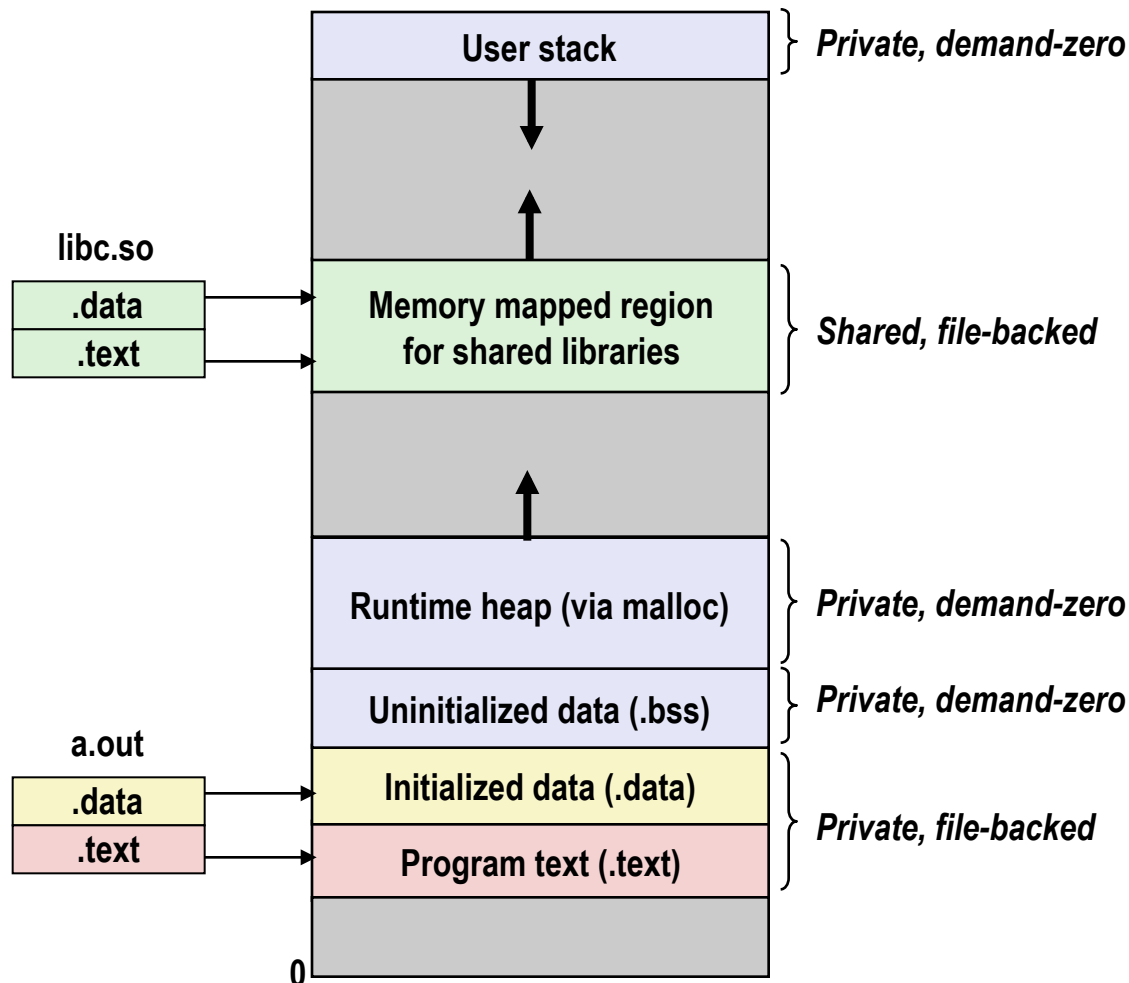 User stack
Private, demand-zero
libc.so
.data
.text
Memory mapped region
for shared libraries
Shared, file-backed
Runtime heap (via malloc)
Private, demand-zero
Uninitialized data (.bss)
Private, demand-zero
a.out
.data
.text
Initialized data (.data)
Program text (.text)
Private, file-backed
0